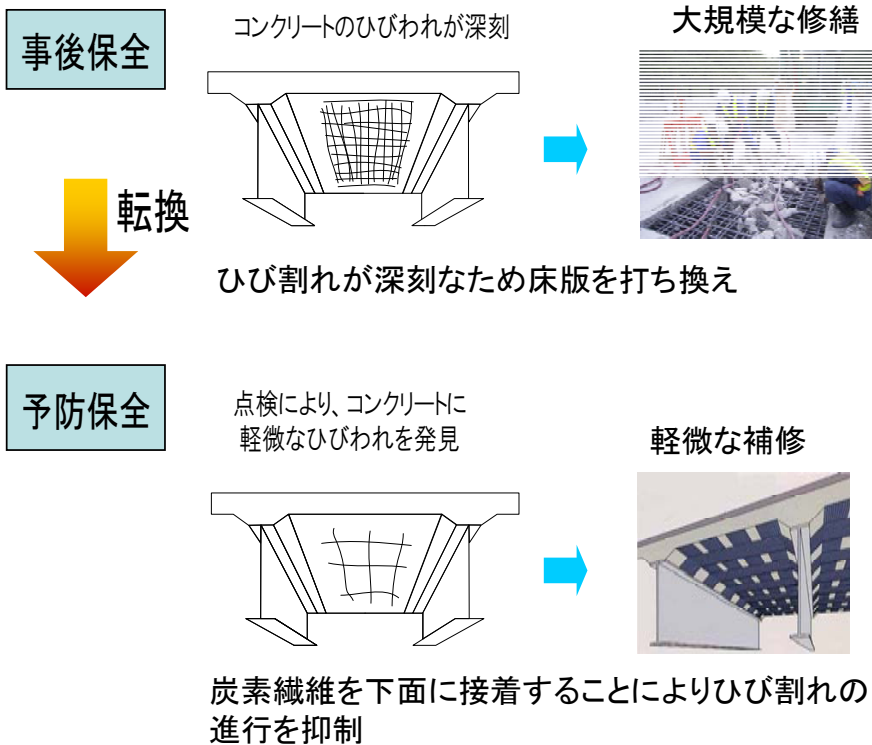 事後保全
コンクリートのひびわれが深刻
大規模な修繕
転換
ひび割れが深刻なため床版を打ち換え
予防保全
点検により、コンクリートに
軽微なひびわれを発見
軽微な補修
炭素繊維を下面に接着することによりひび割れの
進行を抑制